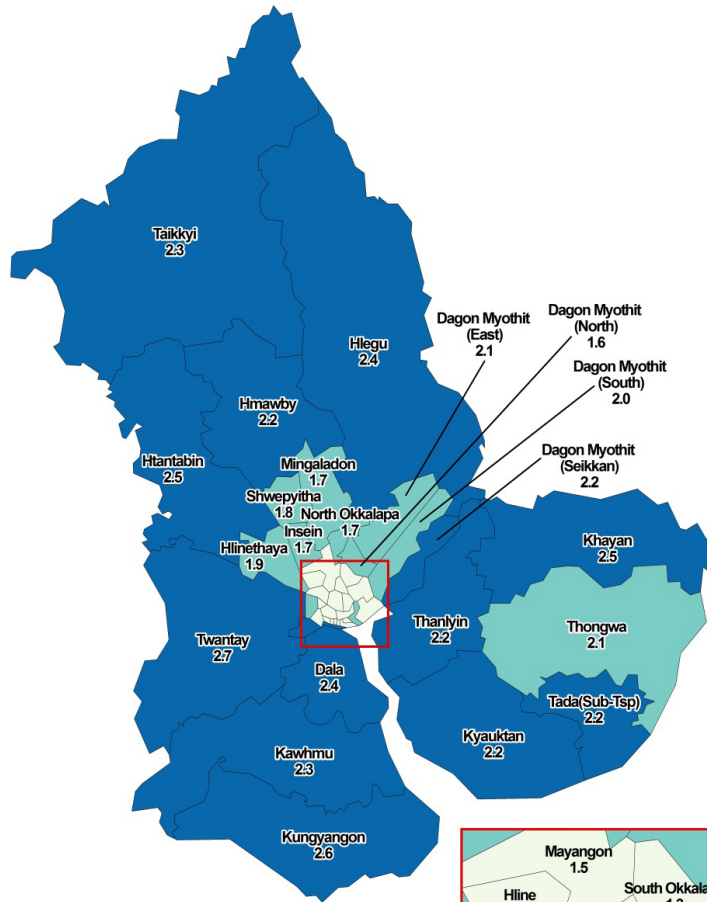 Taikkyi
2.3
Hlegu
2.4
Dagon Myothit
(East)
2.1
Dagon Myothit
(North)
1.6
Dagon Myothit
(South)
2.0
Dagon Myothit
(Seikkan)
2.2
Hmawby
2.2
Htantabin
2.5
Mingaladon
1.7
Shwepyitha
1.8
North Okkalapa
1.7
Insein
1.7
Hlinethaya
1.9
Khayan
2.5
Thongwa
2.1
Thanlyin
2.2
Twantay
2.7
Dala
2.4
Tada(Sub-Tsp)
2.2
Kyauktan
2.2
Kawhmu
2.3
Kungyangon
2.6
Mayangon
1.5
Hline
South